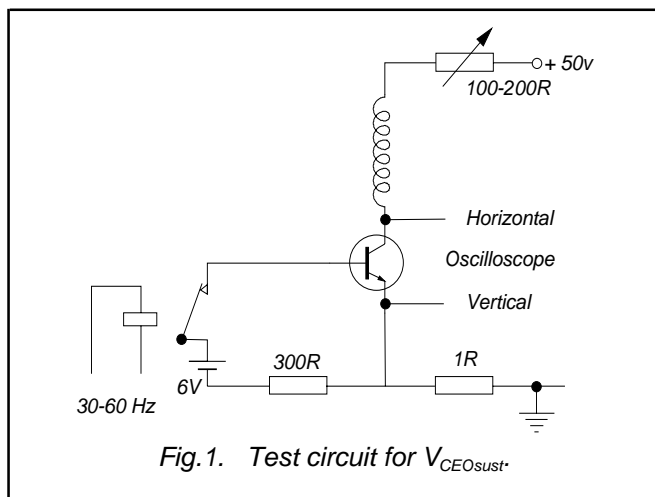 + 50v
100-200R
Horizontal
Oscilloscope
Vertical
300R
1R
6V
30-60 Hz
Fig.1. Test circuit for VCEOsust.